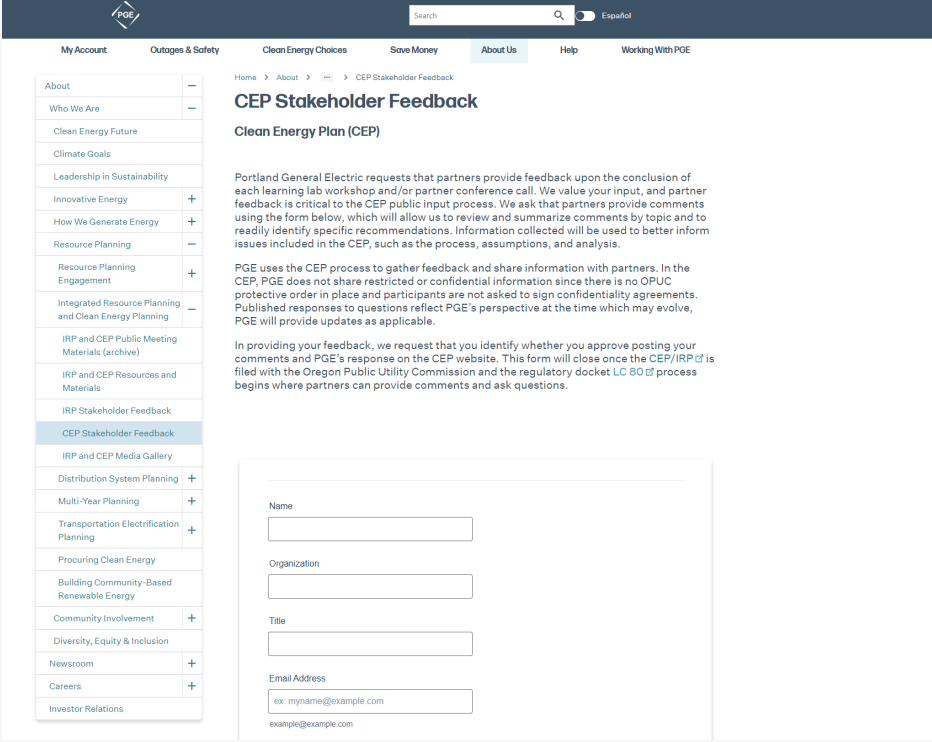 PGE
Search
Español
My Account
Outages & Safety
Clean Energy Choices
Save Money
About Us
Help
Working With PGE
Home > About > ... > CEP Stakeholder Feedback
About
Who We Are
Clean Energy Future
Climate Goals
Leadership in Sustainability
Innovative Energy
How We Generate Energy
Resource Planning
Resource Planning
Engagement
Integrated Resource Planning
and Clean Energy Planning
IRP and CEP Public Meeting
Materials (archive)
IRP and CEP Resources and
Materials
IRP Stakeholder Feedback
CEP Stakeholder Feedback
IRP and CEP Media Gallery
Distribution System Planning
Multi-Year Planning
Transportation Electrification
Planning
Procuring Clean Energy
Building Community-Based
Renewable Energy
Community Involvement
Diversity, Equity & Inclusion
Newsroom
Careers
Investor Relations
CEP Stakeholder Feedback
Clean Energy Plan (CEP)
Portland General Electric requests that partners provide feedback upon the conclusion of
each learning lab workshop and/or partner conference call. We value your input, and partner
feedback is critical to the CEP public input process. We ask that partners provide comments
using the form below, which will allow us to review and summarize comments by topic and to
readily identify specific recommendations. Information collected will be used to better inform
issues included in the CEP, such as the process, assumptions, and analysis.
PGE uses the CEP process to gather feedback and share information with partners. In the
CEP, PGE does not share restricted or confidential information since there is no OPUC
protective order in place and participants are not asked to sign confidentiality agreements.
Published responses to questions reflect PGE's perspective at the time which may evolve,
PGE will provide updates as applicable.
In providing your feedback, we request that you identify whether you approve posting your
comments and PGE's response on the CEP website. This form will close once the CEP/IRP is
filed with the Oregon Public Utility Commission and the regulatory docket LC 80 process
begins where partners can provide comments and ask questions.
Name
Organization
Title
Email Address
ex: myname@example.com
example@example.com